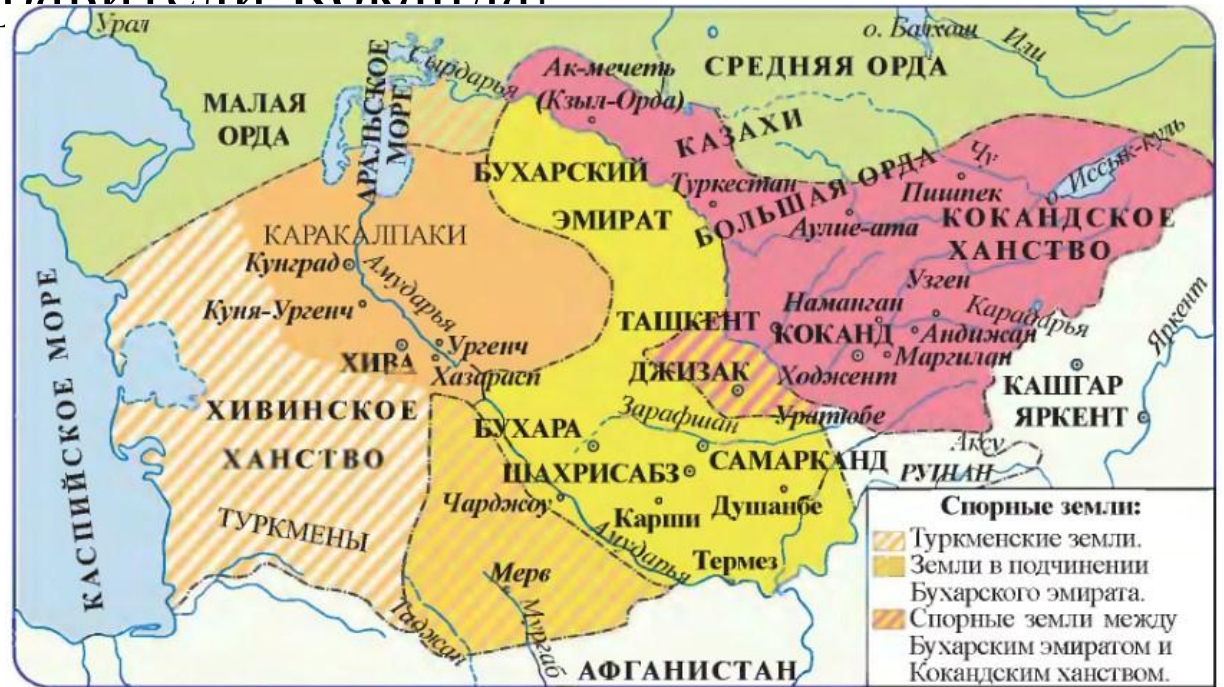 Урал
о. Балхаш
Или
АРАЛЬСКОЕ
МОРЕ
Сырдарья
Ак-мечеть
(Кзыл-Орда)
СРЕДНЯЯ ОРДА
МАЛАЯ
ОРДА
КАЗАХИ
БОЛЬШАЯ ОРДА
Чу
о. Иссык-куль
БУХАРСКИЙ
ЭМИРАТ
Туркестан
Пишпек
Аулие-ата
КОКАНДСКОЕ
ХАНСТВО
КАРАКАЛПАКИ
Кунград
Амударья
Куня-Ургенч
Узген
Наманган
Карадарья
Яркент
ТАШКЕНТ
КОКАНД
Андижан
Маргилан
Ургенч
ХИВА
Хазарасп
ДЖИЗАК
Ходжент
КАШГАР
ЯРКЕНТ
КАСПИЙСКОЕ МОРЕ
ХИВИНСКОЕ
ХАНСТВО
Зарафшан
Уратюбе
БУХАРА
Аксу
ШАХРИСАБЗ
САМАРКАНД
Чарджоу
Карши
Душанбе
ТУРКМЕНЫ
Амударья
Термез
Мерв
Таджан
Мургаб
АФГАНИСТАН
Спорные земли:
Туркменские земли.
Земли в подчинении
Бухарского эмирата.
Спорные земли между
Бухарским эмиратом и
Кокандским ханством.